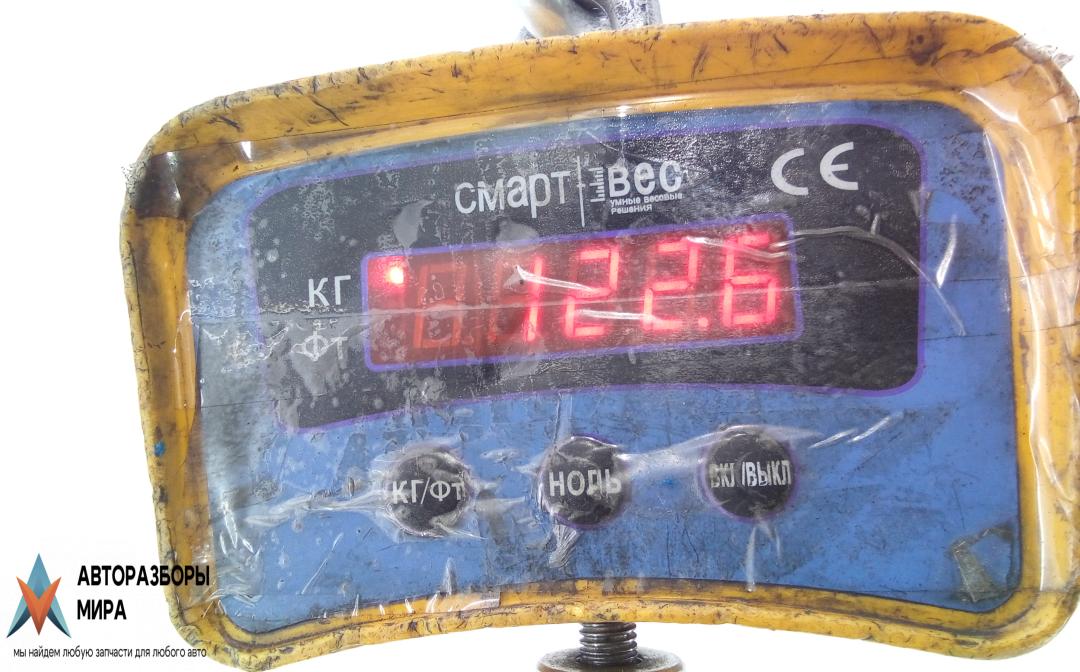 смарт вес
умные весовые
решения
CE
КГ
122.6
ФТ
КГ/ФТ
НОЛЬ
ВКЛ/ВЫКЛ
АВТОРАЗБОРЫ
МИРА
мы найдем любую запчасти для любого авто